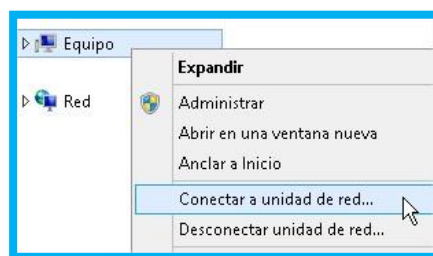 Equipo
Expandir
Red
Administrar
Abrir en una ventana nueva
Anclar a Inicio
Conectar a unidad de red...
Desconectar unidad de red...